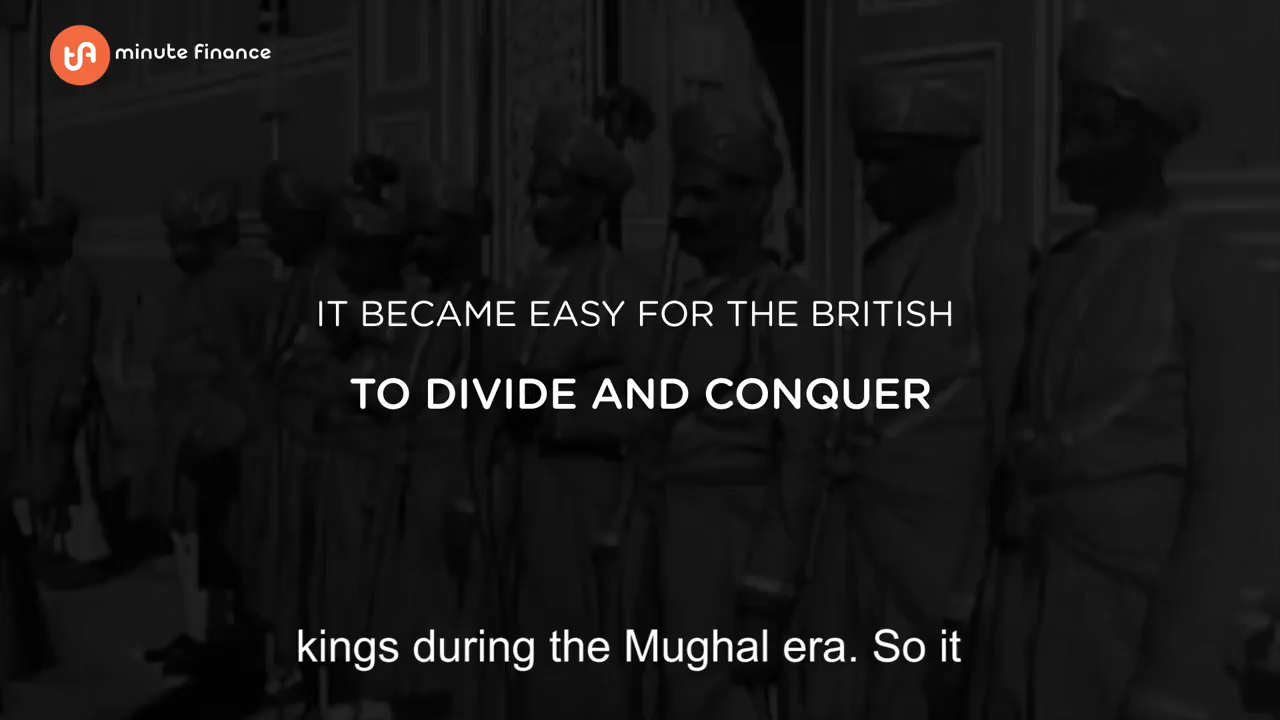 minute finance
IT BECAME EASY FOR THE BRITISH
TO DIVIDE AND CONQUER
kings during the Mughal era. So it